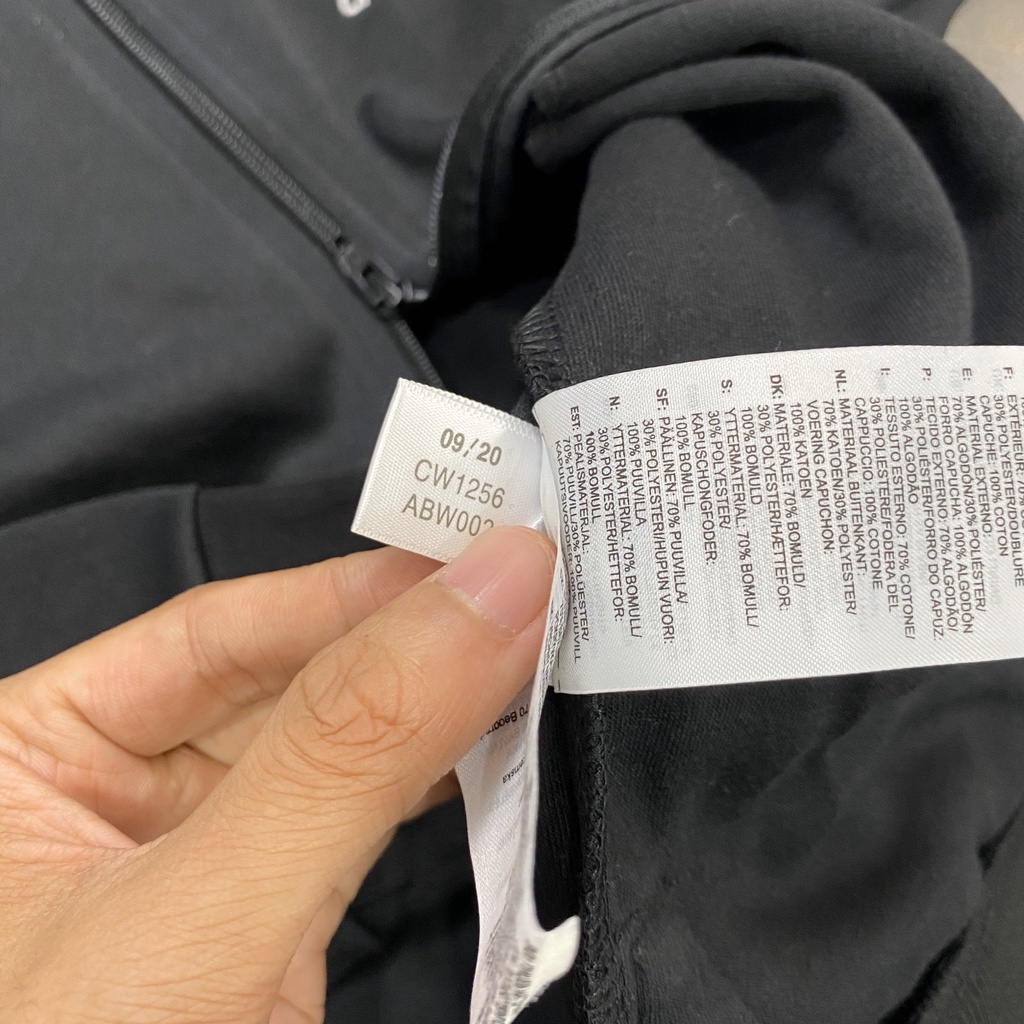 09./20
CW1256
ABW002
F:
EXTÉRIEUR: 70%
30% POLYESTER/DOUBLURE
CAPUCHE: 100% COTON
E:
MATERIAL EXTERNO:
70% ALGODÓN/30% POLIÉSTER/
FORRO CAPUCHA: 100% ALGODÓN
P:
TECIDO EXTERNO: 70% ALGODÃO/
30% POLIÉSTER/FORRO DO CAPUZ:
100% ALGODÃO
I:
TESSUTO ESTERNO: 70% COTONE/
30% POLIESTERE/FODERA DEL
CAPPUCCIO: 100% COTONE
NL: MATERIAAL BUITENKANT:
70% KATOEN/30% POLYESTER/
VOERING CAPUCHON:
100% KATOEN
DK: MATERIALE: 70% BOMULD/
30% POLYESTER/HÆTTEFOR:
100% BOMULD
S: YTTERMATERIAL: 70% BOMULL/
30% POLYESTER/
KAPUSCHONGFODER:
100% BOMULL
SF: PÄÄLLINEN: 70% PUUVILLA/
30% POLYESTERI/HUPUN VUORI:
100% PUUVILLA
N: YTTERMATERIAL: 70% BOMULL/
30% POLYESTER/HETTEFOR:
100% BOMULL
EST: PEALISMATERJAL:
70% PUUVILL/30% POLÜESTER/
KAPUUTSIVOODER: 100% PUUVILL